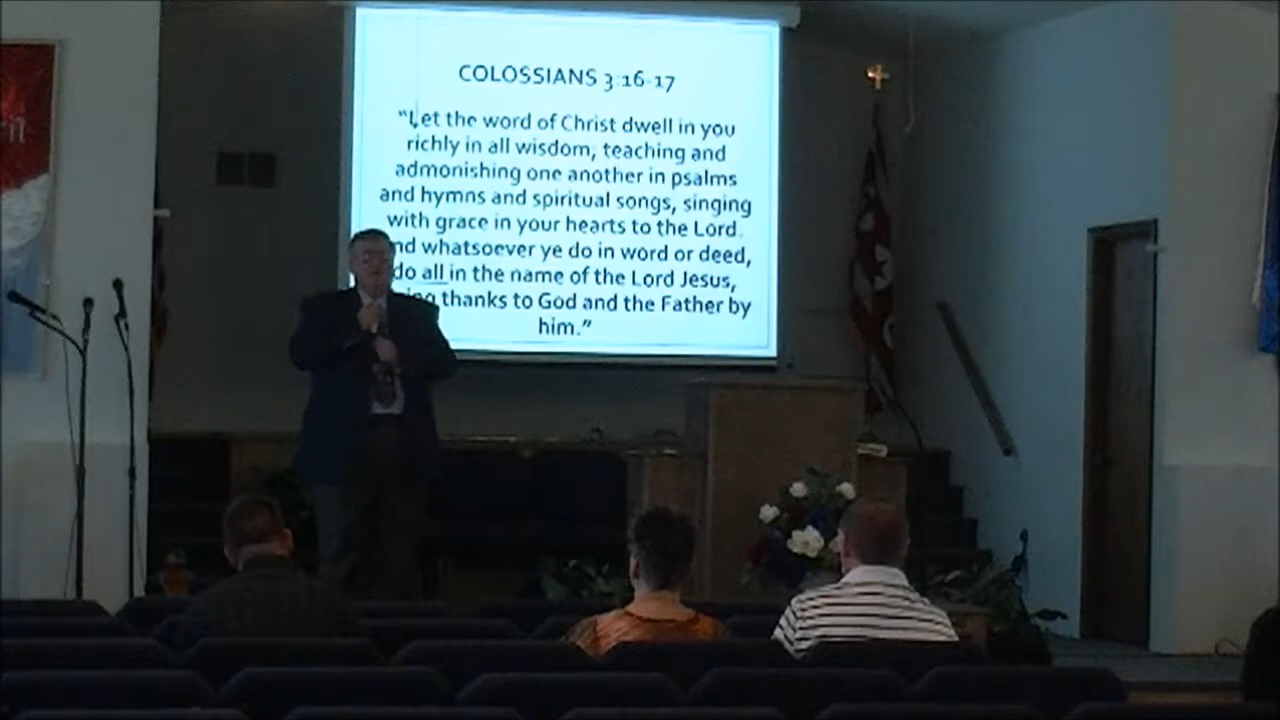 COLOSSIANS 3:16-17
"Let the word of Christ dwell in you
richly in all wisdom; teaching and
admonishing one another in psalms
and hymns and spiritual songs, singing
with grace in your hearts to the Lord.
nd whatsoever ye do in word or deed,
do all in the name of the Lord Jesus,
thanks to God and the Father by
him."